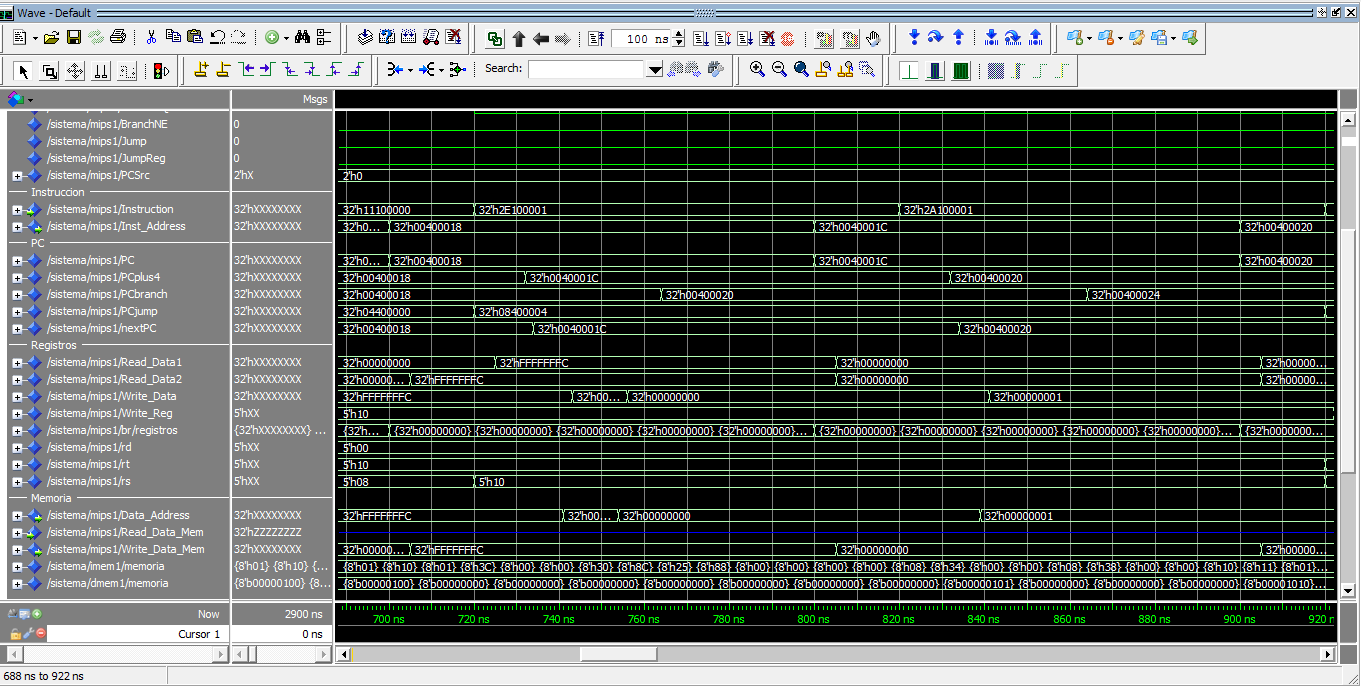 Wave - Default
100 ns
Search:
Msgs
/sistema/mips1/BranchNE 0
/sistema/mips1/Jump 0
/sistema/mips1/JumpReg 0
/sistema/mips1/PCSrc 2'hX 2'h0
Instruccion
/sistema/mips1/Instruction 32'hXXXXXXXX 32'h11100000 32'h2E100001 32'h2A100001
/sistema/mips1/Inst_Address 32'hXXXXXXXX 32'h0... 32'h00400018 32'h0040001C 32'h00400020
PC
/sistema/mips1/PC 32'hXXXXXXXX 32'h0... 32'h00400018 32'h0040001C 32'h00400020
/sistema/mips1/PCplus4 32'hXXXXXXXX 32'h00400018 32'h0040001C 32'h00400020
/sistema/mips1/PCbranch 32'hXXXXXXXX 32'h00400018 32'h00400020 32'h00400024
/sistema/mips1/PCjump 32'hXXXXXXXX 32'h04400000 32'h08400004
/sistema/mips1/nextPC 32'hXXXXXXXX 32'h00400018 32'h0040001C 32'h00400020
Registros
/sistema/mips1/Read_Data1 32'hXXXXXXXX 32'h00000000 32'hFFFFFFFC 32'h00000000 32'h00000...
/sistema/mips1/Read_Data2 32'hXXXXXXXX 32'h00000... 32'hFFFFFFFC 32'h00000000 32'h00000...
/sistema/mips1/Write_Data 32'hXXXXXXXX 32'hFFFFFFFC 32'h00... 32'h00000000 32'h00000001
/sistema/mips1/Write_Reg 5'hXX 5'h10
/sistema/mips1/br/registros {32'hXXXXXXXX} ... {32'h... {32'h00000000} {32'h00000000} {32'h00000000} {32'h00000000} {32'h00000000}... {32'h00000000} {32'h00000000} {32'h00000000} {32'h00000000} {32'h00000000}... {32'h00000000...
/sistema/mips1/rd 5'hXX 5'h00
/sistema/mips1/rt 5'hXX 5'h10
/sistema/mips1/rs 5'hXX 5'h08 5'h10
Memoria
/sistema/mips1/Data_Address 32'hXXXXXXXX 32'hFFFFFFFC 32'h00... 32'h00000000 32'h00000001
/sistema/mips1/Read_Data_Mem 32'hZZZZZZZZ
/sistema/mips1/Write_Data_Mem 32'hXXXXXXXX 32'h00000... 32'hFFFFFFFC 32'h00000000 32'h00000...
/sistema/imem1/memoria {8'h01} {8'h10} {... {8'h01} {8'h10} {8'h01} {8'h3C} {8'h00} {8'h00} {8'h30} {8'h8C} {8'h25} {8'h88} {8'h00} {8'h00} {8'h00} {8'h08} {8'h34} {8'h00} {8'h00} {8'h08} {8'h38} {8'h00} {8'h00} {8'h10} {8'h11} {8'h01}...
/sistema/dmem1/memoria {8'b00000100} {8... {8'b00000100} {8'b00000000} {8'b00000000} {8'b00000000} {8'b00000000} {8'b00000000} {8'b00000000} {8'b00000000} {8'b00000101} {8'b00000000} {8'b00000000} {8'b00000000} {8'b00001010}...
Now 2900 ns
700 ns 720 ns 740 ns 760 ns 780 ns 800 ns 820 ns 840 ns 860 ns 880 ns 900 ns 920 n
Cursor 1 0 ns
688 ns to 922 ns